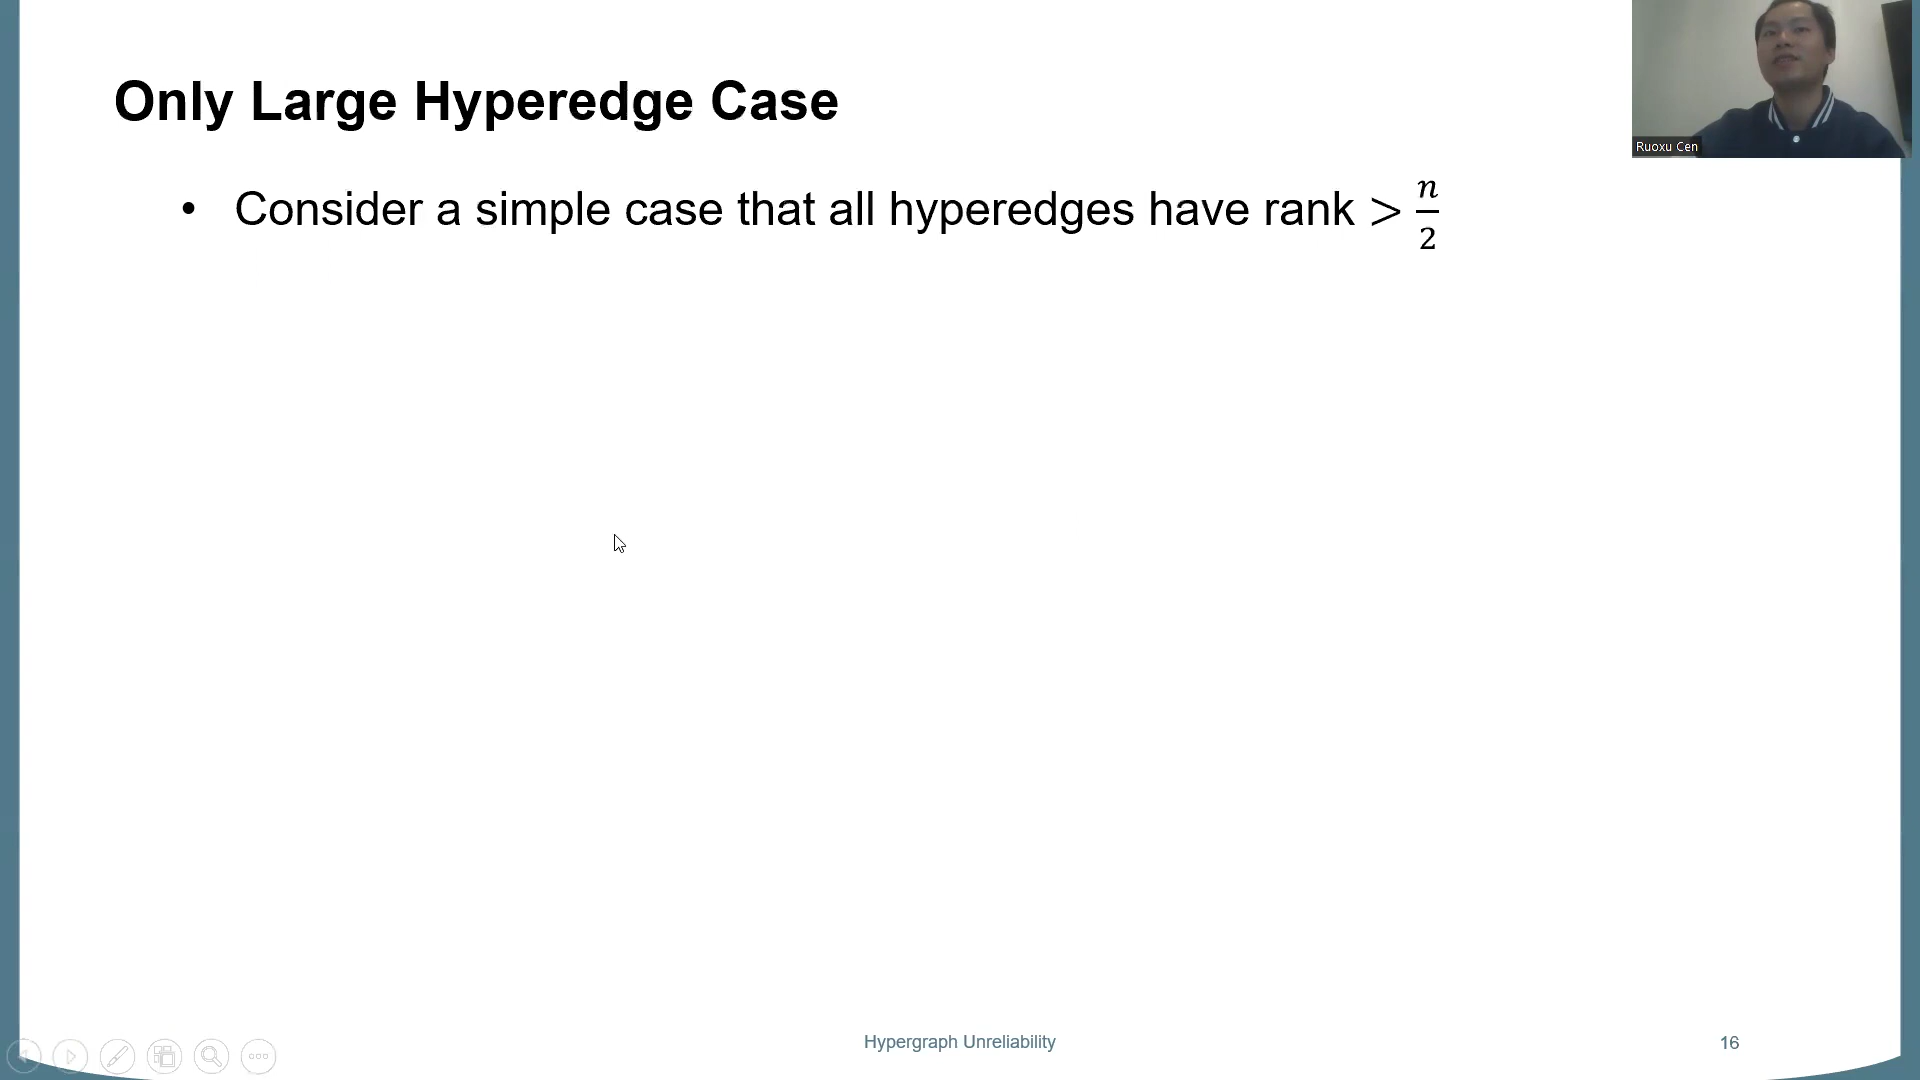 Only Large Hyperedge Case
• Consider a simple case that all hyperedges have rank > n/2
Ruoxu Cen
Hypergraph Unreliability
16